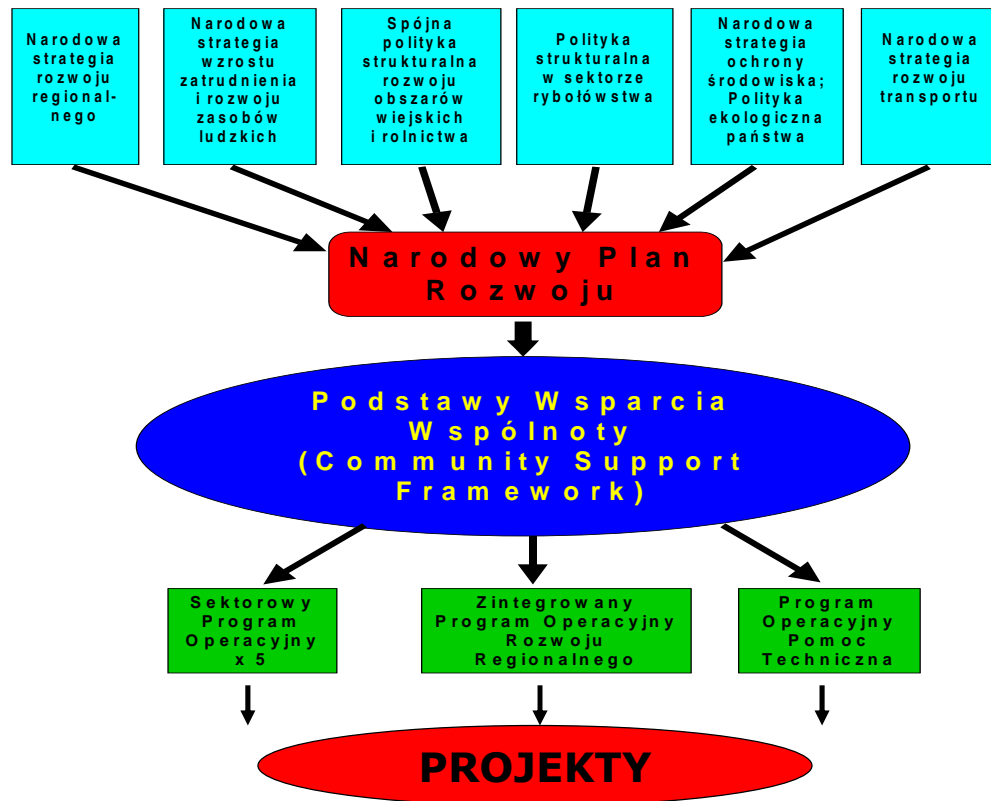 Narodowa
strategia
rozwoju
regional-
nego
Narodowa
strategia
wzrostu
zatrudnienia
i rozwoju
zasobów
ludzkich
Spójna
polityka
strukturalna
rozwoju
obszarów
wiejskich
i rolnictwa
Polityka
strukturalna
w sektorze
rybołówstwa
Narodowa
strategia
ochrony
środowiska;
Polityka
ekologiczna
państwa
Narodowa
strategia
rozwoju
transportu
Narodowy Plan
Rozwoju
Podstawy Wsparcia
Wspólnoty
(Community Support
Framework)
Sektorowy
Program
Operacyjny
x 5
Zintegrowany
Program Operacyjny
Rozwoju
Regionalnego
Program
Operacyjny
Pomoc
Techniczna
PROJEKTY